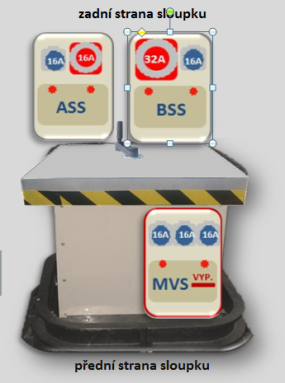 zadní strana sloupku
16A 16A
ASS
32A 16A
BSS
16A 16A 16A
MVS VYP.
přední strana sloupku